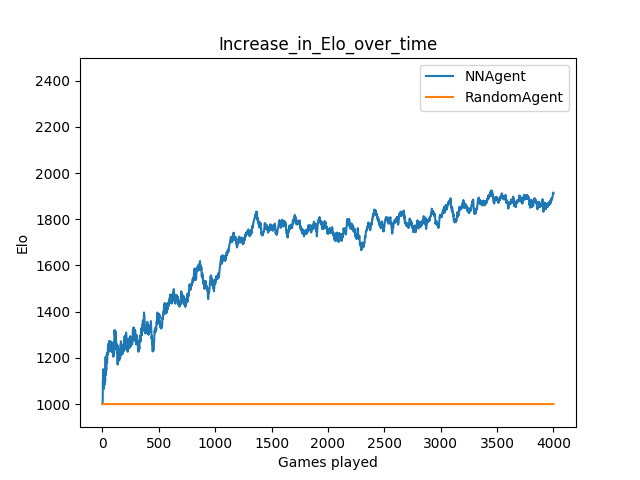 Increase_in_Elo_over_time
NNAgent
RandomAgent
2400
2200
2000
1800
1600
1400
1200
1000
Elo
0 500 1000 1500 2000 2500 3000 3500 4000
Games played